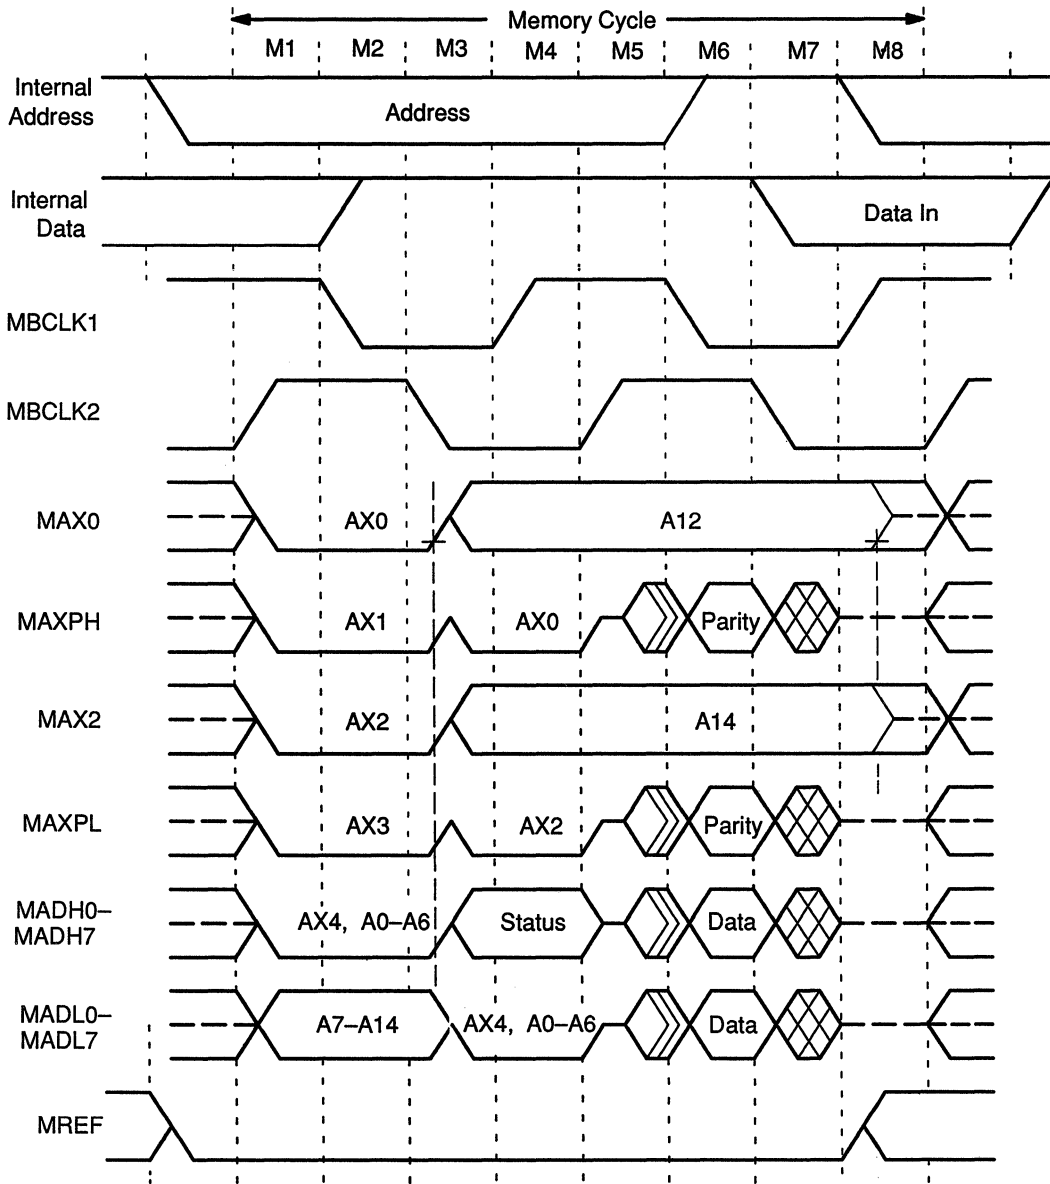 Memory Cycle
M1 M2 M3 M4 M5 M6 M7 M8
Internal
Address
Address
Internal
Data
Data In
MBCLK1
MBCLK2
MAX0
AX0
A12
MAXPH
AX1
AX0
Parity
MAX2
AX2
A14
MAXPL
AX3
AX2
Parity
MADH0–
MADH7
AX4, A0–A6
Status
Data
MADL0–
MADL7
A7–A14
AX4, A0–A6
Data
MREF